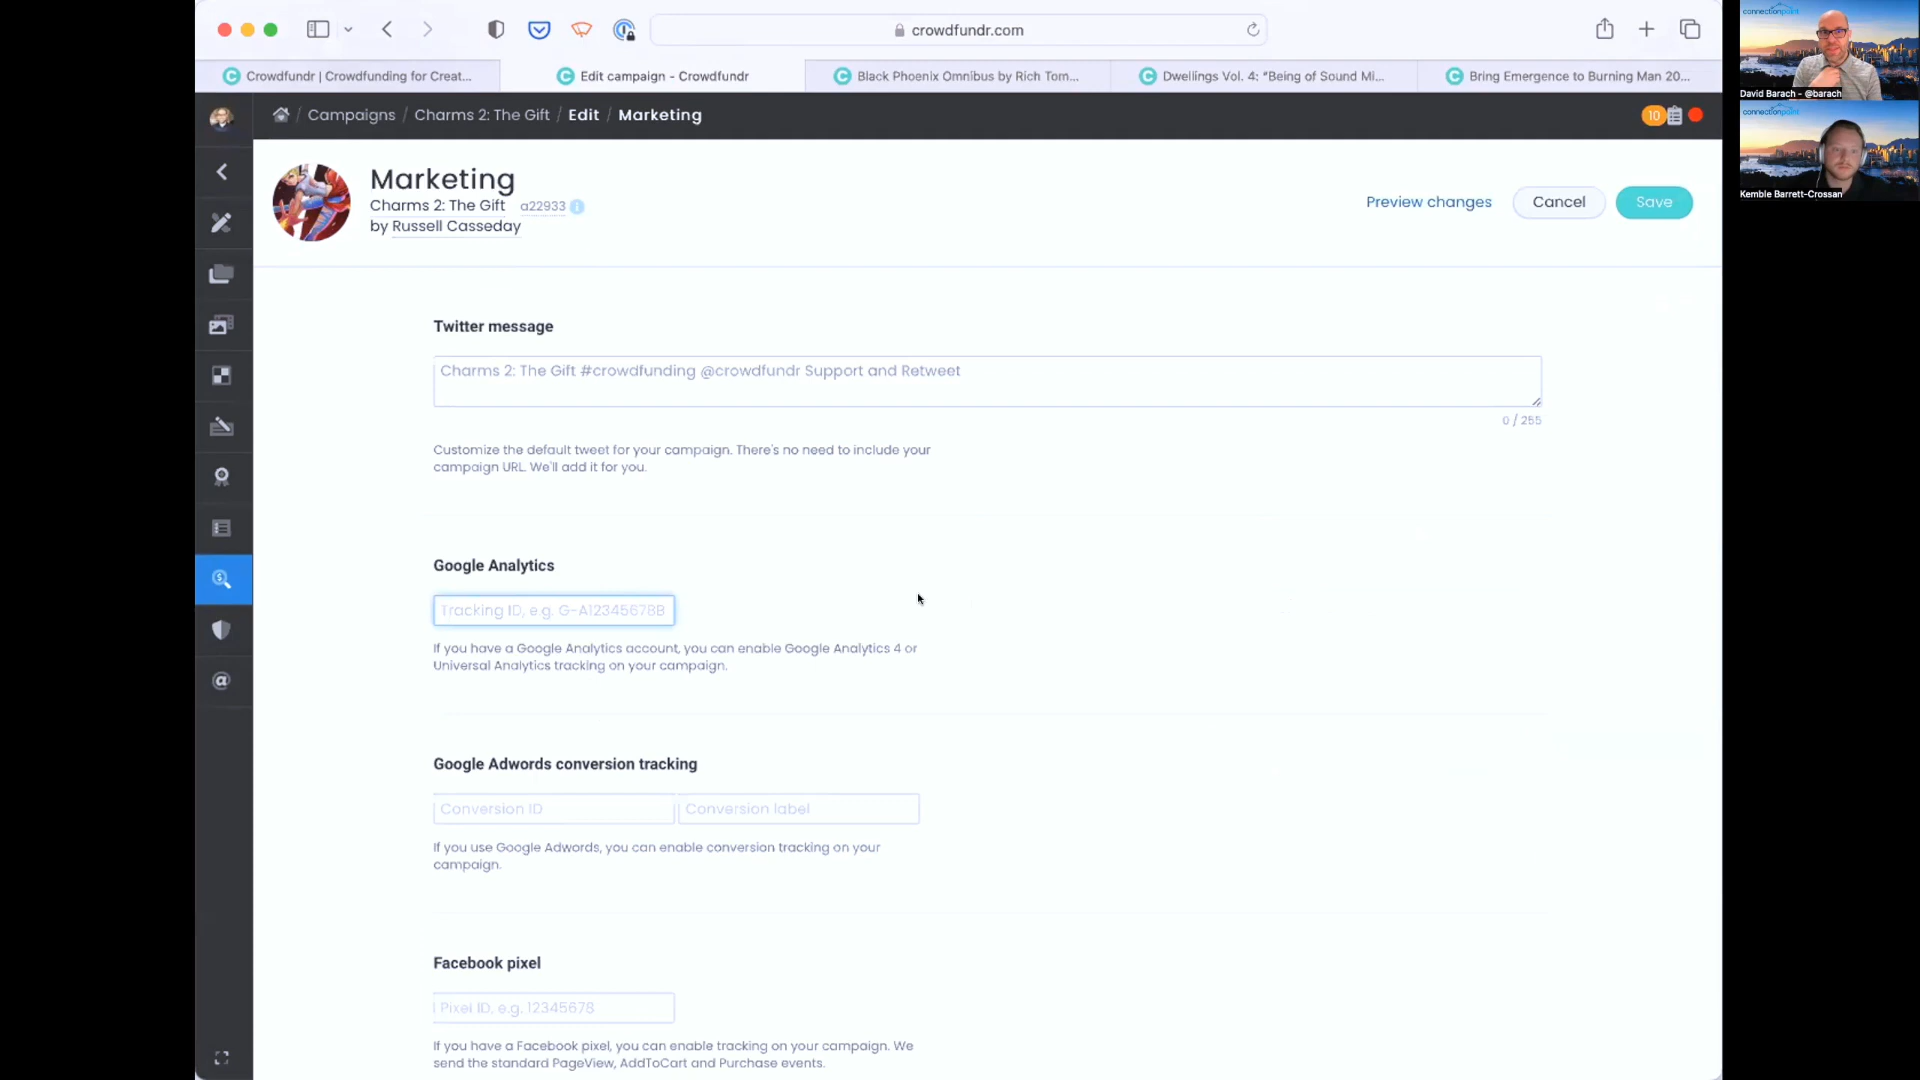 crowdfundr.com
Crowdfundr | Crowdfunding for Creat...
Edit campaign - Crowdfundr
Black Phoenix Omnibus by Rich Tom...
Dwellings Vol. 4: “Being of Sound Mi...
Bring Emergence to Burning Man 20...
/ Campaigns / Charms 2: The Gift / Edit / Marketing
10
Marketing
Charms 2: The Gift a22933 i
by Russell Casseday
Preview changes
Cancel
Save
Twitter message
Charms 2: The Gift #crowdfunding @crowdfundr Support and Retweet
0 / 255
Customize the default tweet for your campaign. There's no need to include your
campaign URL. We'll add it for you.
Google Analytics
Tracking ID, e.g. G-A12345678B
If you have a Google Analytics account, you can enable Google Analytics 4 or
Universal Analytics tracking on your campaign.
Google Adwords conversion tracking
Conversion ID
Conversion label
If you use Google Adwords, you can enable conversion tracking on your
campaign.
Facebook pixel
Pixel ID, e.g. 12345678
If you have a Facebook pixel, you can enable tracking on your campaign. We
send the standard PageView, AddToCart and Purchase events.
connectionpoint
David Barach - @barach
connectionpoint
Kemble Barrett-Crossan